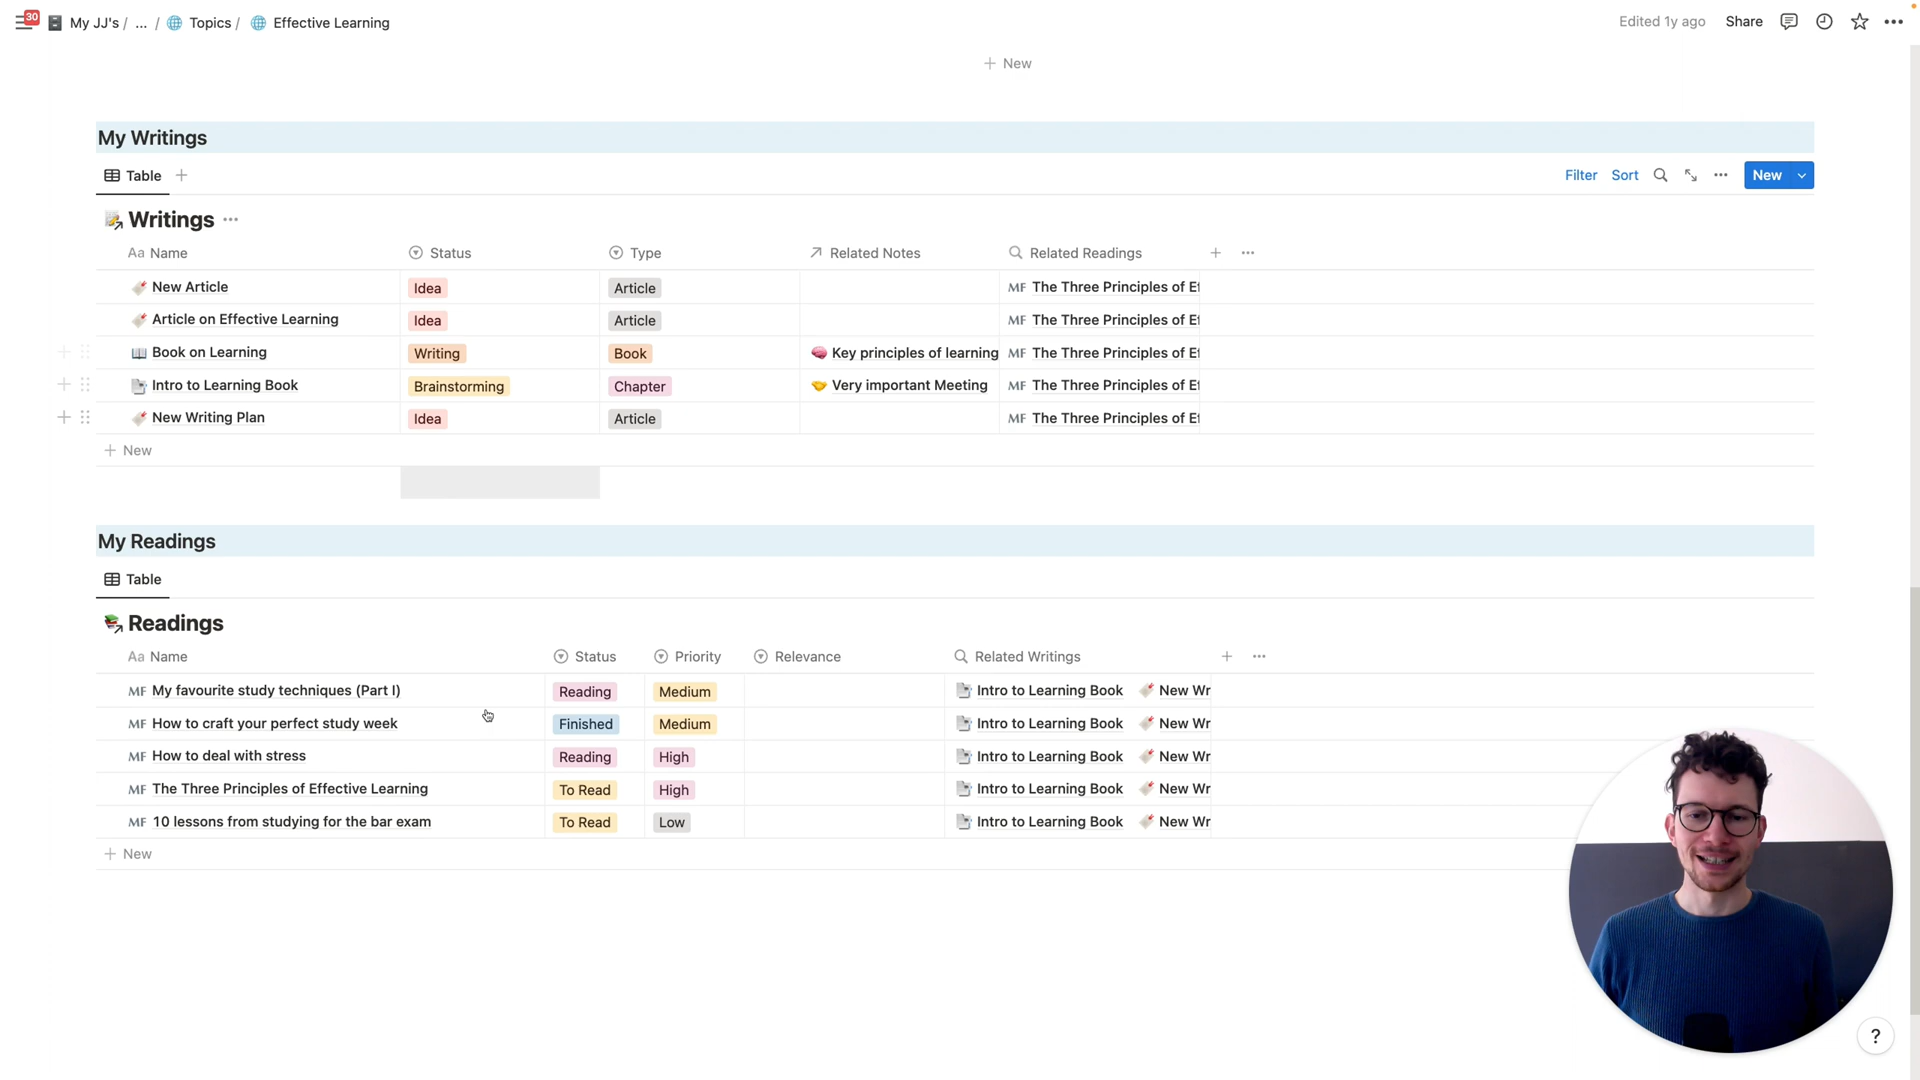 30 My JJ's / ... / Topics / Effective Learning Edited 1y ago Share
+ New
My Writings
Table + Filter Sort New
Writings
Aa Name Status Type Related Notes Related Readings + ...
New Article Idea Article MF The Three Principles of Ef
Article on Effective Learning Idea Article MF The Three Principles of Ef
Book on Learning Writing Book Key principles of learning MF The Three Principles of Ef
Intro to Learning Book Brainstorming Chapter Very important Meeting MF The Three Principles of Ef
New Writing Plan Idea Article MF The Three Principles of Ef
+ New
My Readings
Table
Readings
Aa Name Status Priority Relevance Related Writings + ...
MF My favourite study techniques (Part I) Reading Medium Intro to Learning Book New Wr
MF How to craft your perfect study week Finished Medium Intro to Learning Book New Wr
MF How to deal with stress Reading High Intro to Learning Book New Wr
MF The Three Principles of Effective Learning To Read High Intro to Learning Book New Wr
MF 10 lessons from studying for the bar exam To Read Low Intro to Learning Book New Wr
+ New
?